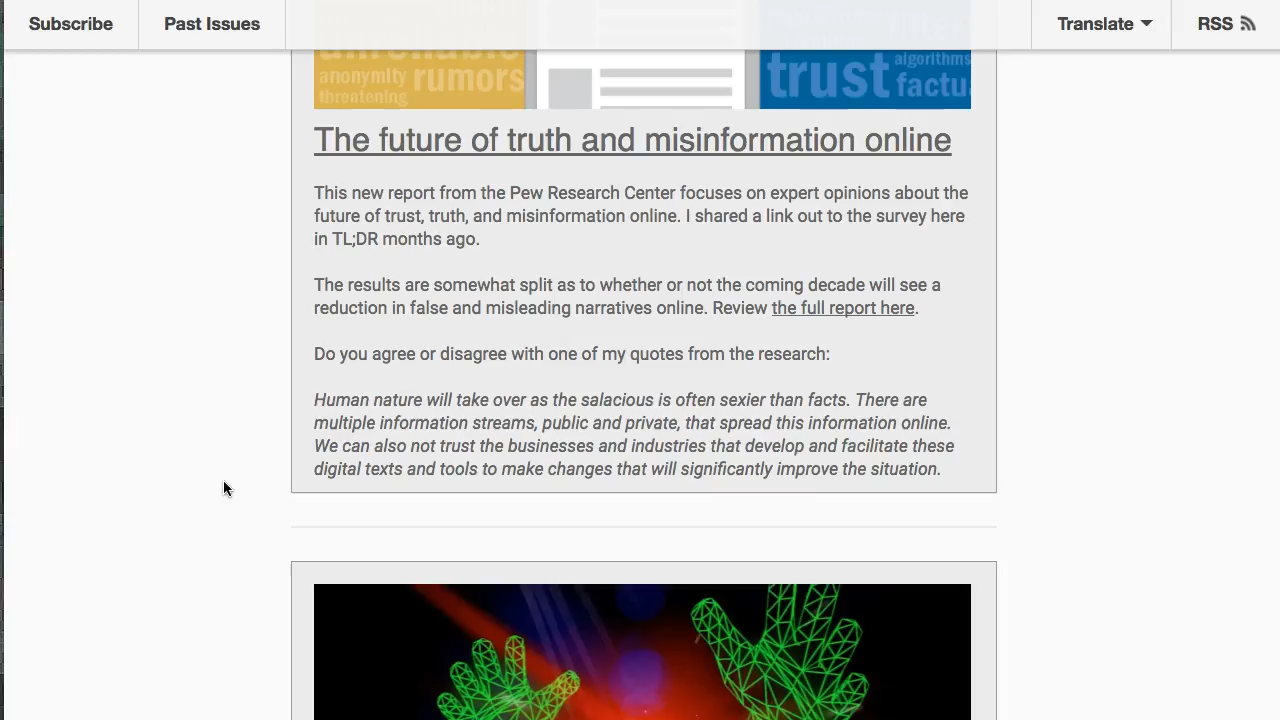 Subscribe
Past Issues
Translate
RSS
anonymity rumors
threatening
trust algorithms
The future of truth and misinformation online
This new report from the Pew Research Center focuses on expert opinions about the
future of trust, truth, and misinformation online. I shared a link out to the survey here
in TL;DR months ago.
The results are somewhat split as to whether or not the coming decade will see a
reduction in false and misleading narratives online. Review the full report here.
Do you agree or disagree with one of my quotes from the research:
Human nature will take over as the salacious is often sexier than facts. There are
multiple information streams, public and private, that spread this information online.
We can also not trust the businesses and industries that develop and facilitate these
digital texts and tools to make changes that will significantly improve the situation.